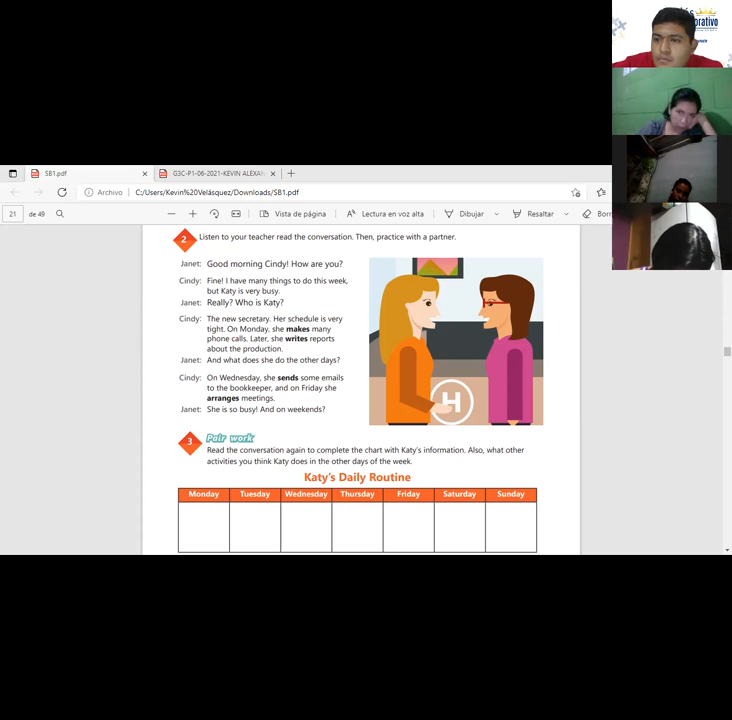 orativo
SB1.pdf
G3C-P1-06-2021-KEVIN ALEXAN
Archivo
C:/Users/Kevin%20Velásquez/Downloads/SB1.pdf
21 de 49
Vista de página
Lectura en voz alta
Dibujar
Resaltar
Borr
2 Listen to your teacher read the conversation. Then, practice with a partner.
Janet: Good morning Cindy! How are you?
Cindy: Fine! I have many things to do this week,
but Katy is very busy.
Janet: Really? Who is Katy?
Cindy: The new secretary. Her schedule is very
tight. On Monday, she makes many
phone calls. Later, she writes reports
about the production.
Janet: And what does she do the other days?
Cindy: On Wednesday, she sends some emails
to the bookkeeper, and on Friday she
arranges meetings.
Janet: She is so busy! And on weekends?
H
3 Pair work
Read the conversation again to complete the chart with Katy's information. Also, what other
activities you think Katy does in the other days of the week.
Katy's Daily Routine
Monday Tuesday Wednesday Thursday Friday Saturday Sunday